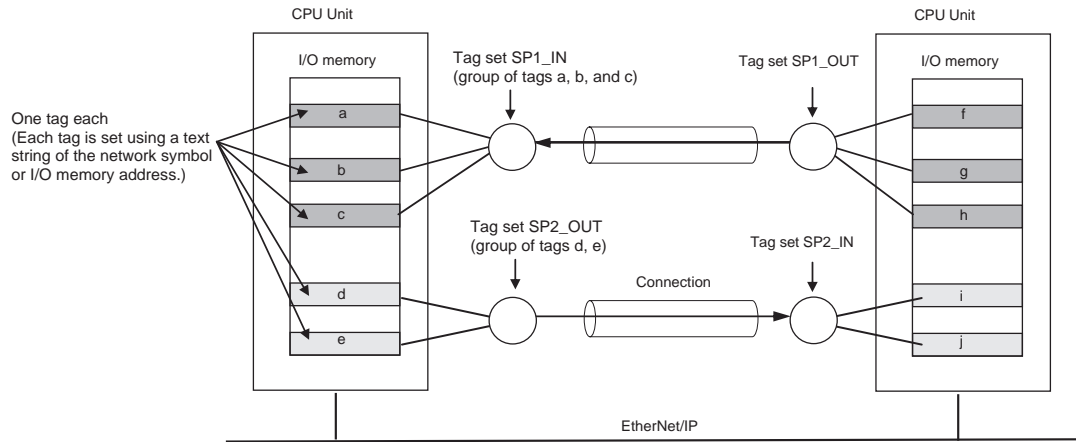 CPU Unit
CPU Unit
I/O memory
Tag set SP1_IN
(group of tags a, b, and c)
Tag set SP1_OUT
I/O memory
One tag each
(Each tag is set using a text
string of the network symbol
or I/O memory address.)
a
b
c
f
g
h
Tag set SP2_OUT
(group of tags d, e)
Tag set SP2_IN
Connection
d
e
i
j
EtherNet/IP